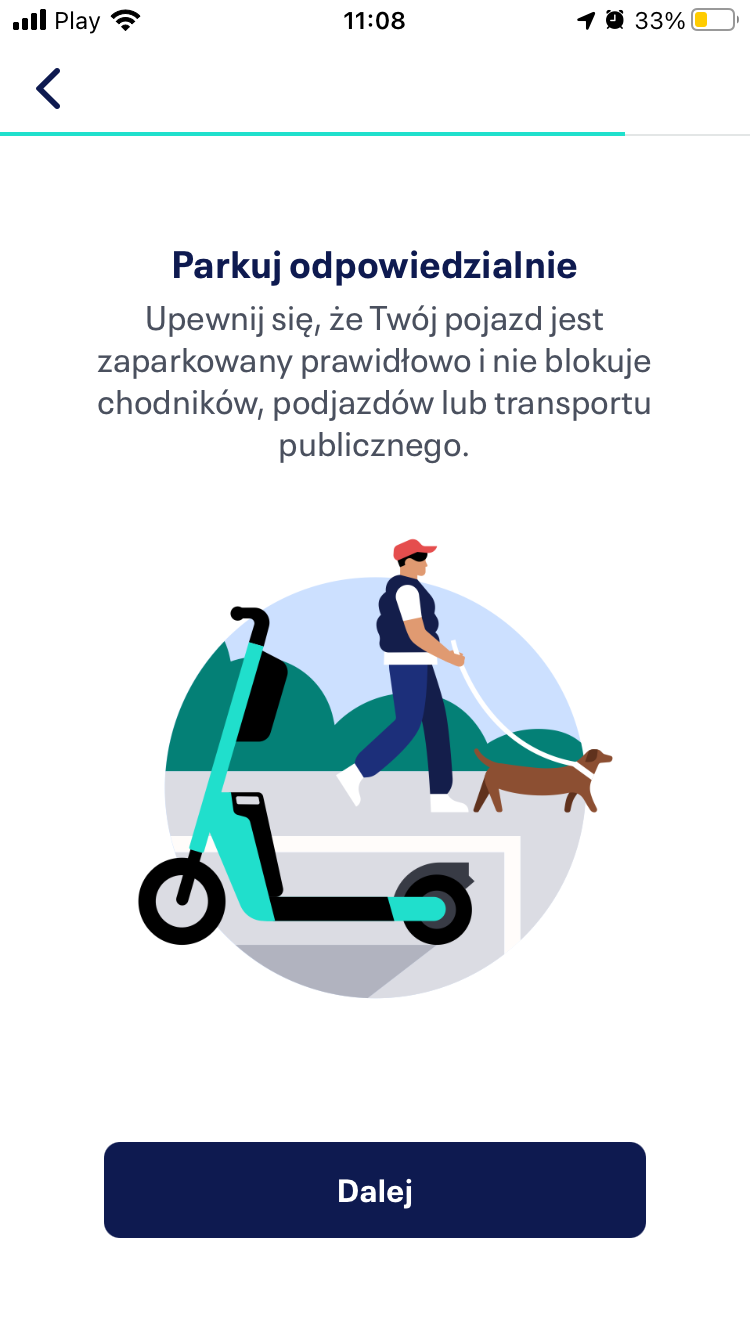 Play 11:08 33%
Parkuj odpowiedzialnie
Upewnij się, że Twój pojazd jest
zaparkowany prawidłowo i nie blokuje
chodników, podjazdów lub transportu
publicznego.
Dalej